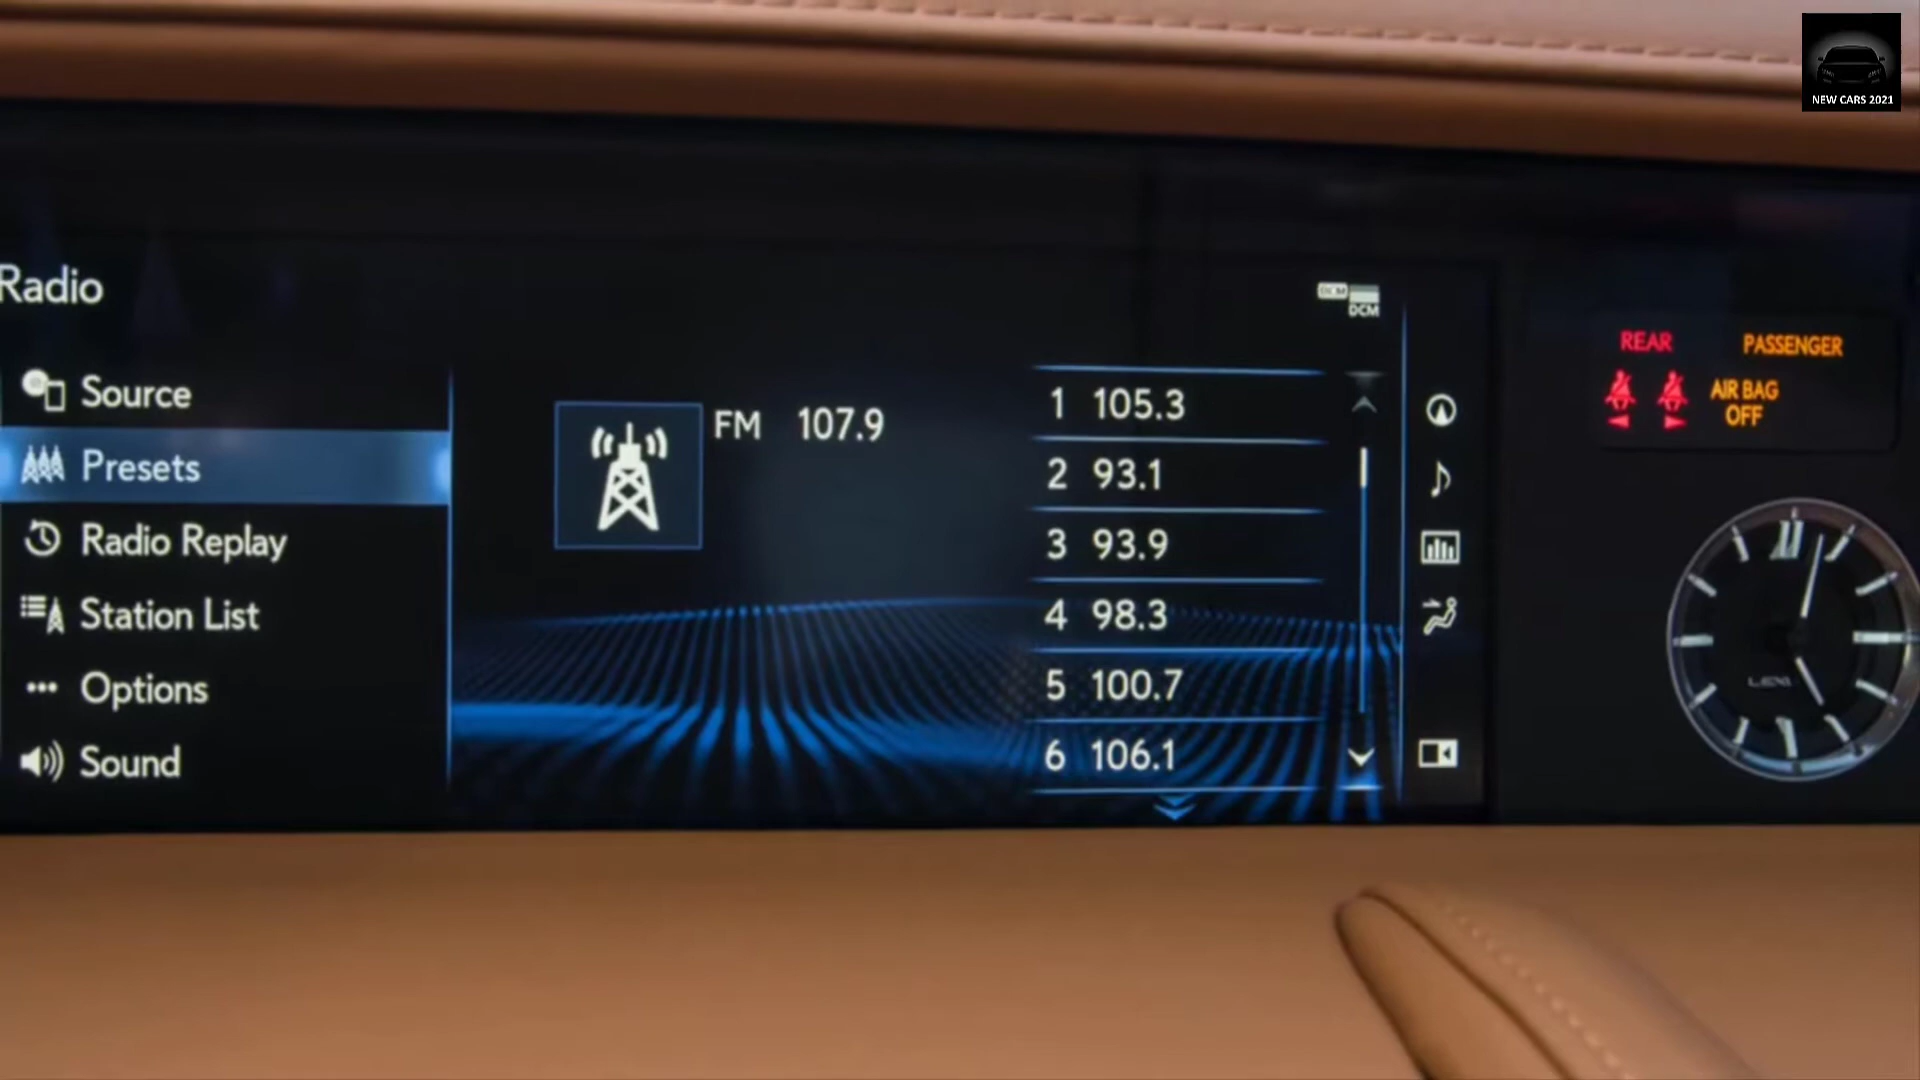 NEW CARS 2021
Radio
DCM
Source
Presets
Radio Replay
Station List
Options
Sound
FM 107.9
1 105.3
2 93.1
3 93.9
4 98.3
5 100.7
6 106.1
REAR
PASSENGER
AIR BAG
OFF